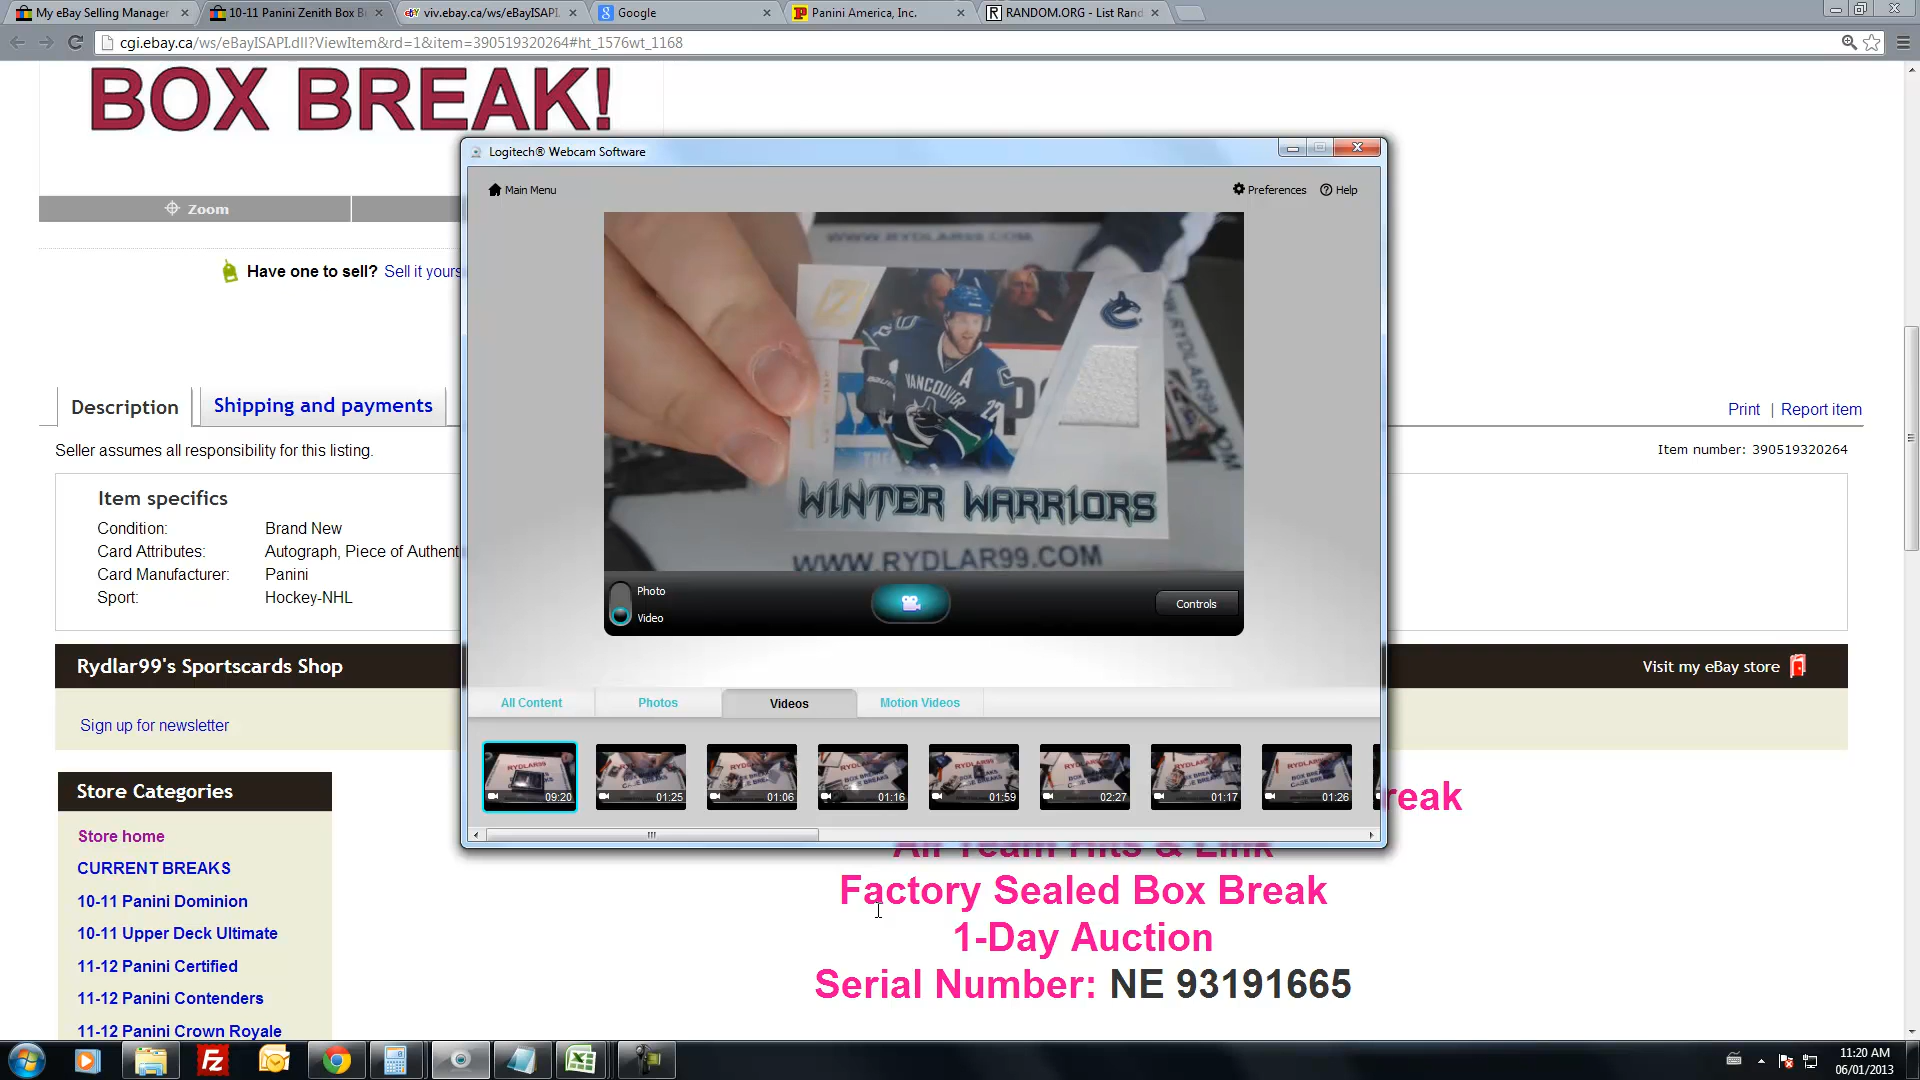 My eBay Selling Manager
10-11 Panini Zenith Box B
viv.ebay.ca/ws/eBayISAPI.
Google
Panini America, Inc.
RANDOM.ORG - List Ran
cgi.ebay.ca/ws/eBayISAPI.dll?ViewItem&rd=1&item=390519320264#ht_1576wt_1168
BOX BREAK!
Zoom
Have one to sell? Sell it yours
Description
Shipping and payments
Print | Report item
Seller assumes all responsibility for this listing.
Item number: 390519320264
Item specifics
Condition: Brand New
Card Attributes: Autograph, Piece of Authent
Card Manufacturer: Panini
Sport: Hockey-NHL
Rydlar99's Sportscards Shop
Visit my eBay store
Sign up for newsletter
Store Categories
Store home
CURRENT BREAKS
10-11 Panini Dominion
10-11 Upper Deck Ultimate
11-12 Panini Certified
11-12 Panini Contenders
11-12 Panini Crown Royale
Logitech® Webcam Software
Main Menu
Preferences
Help
WWW.RYDLAR99.COM
VANCOUVER
A
22
WINTER WARRIORS
WWW.RYDLAR99.COM
Photo
Video
Controls
All Content
Photos
Videos
Motion Videos
09:20
01:25
01:06
01:16
01:59
02:27
01:17
01:26
reak
All Team Hits & Link
Factory Sealed Box Break
1-Day Auction
Serial Number: NE 93191665
11:20 AM
06/01/2013